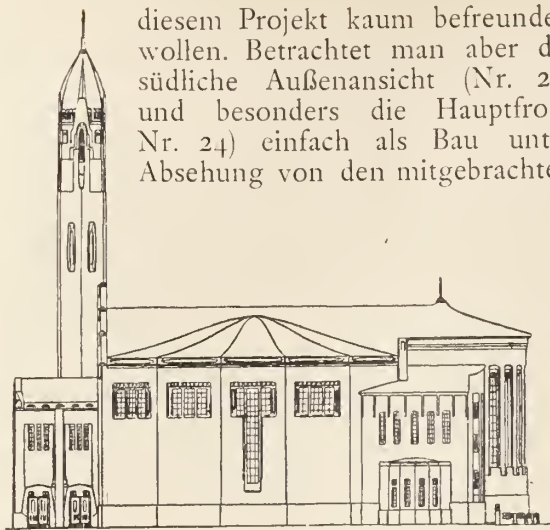 diesem Projekt kaum befreunde
wollen. Betrachtet man aber d
südliche Außenansicht (Nr. 2
und besonders die Hauptfro
Nr. 24) einfach als Bau unt
Absehung von den mitgebrachte